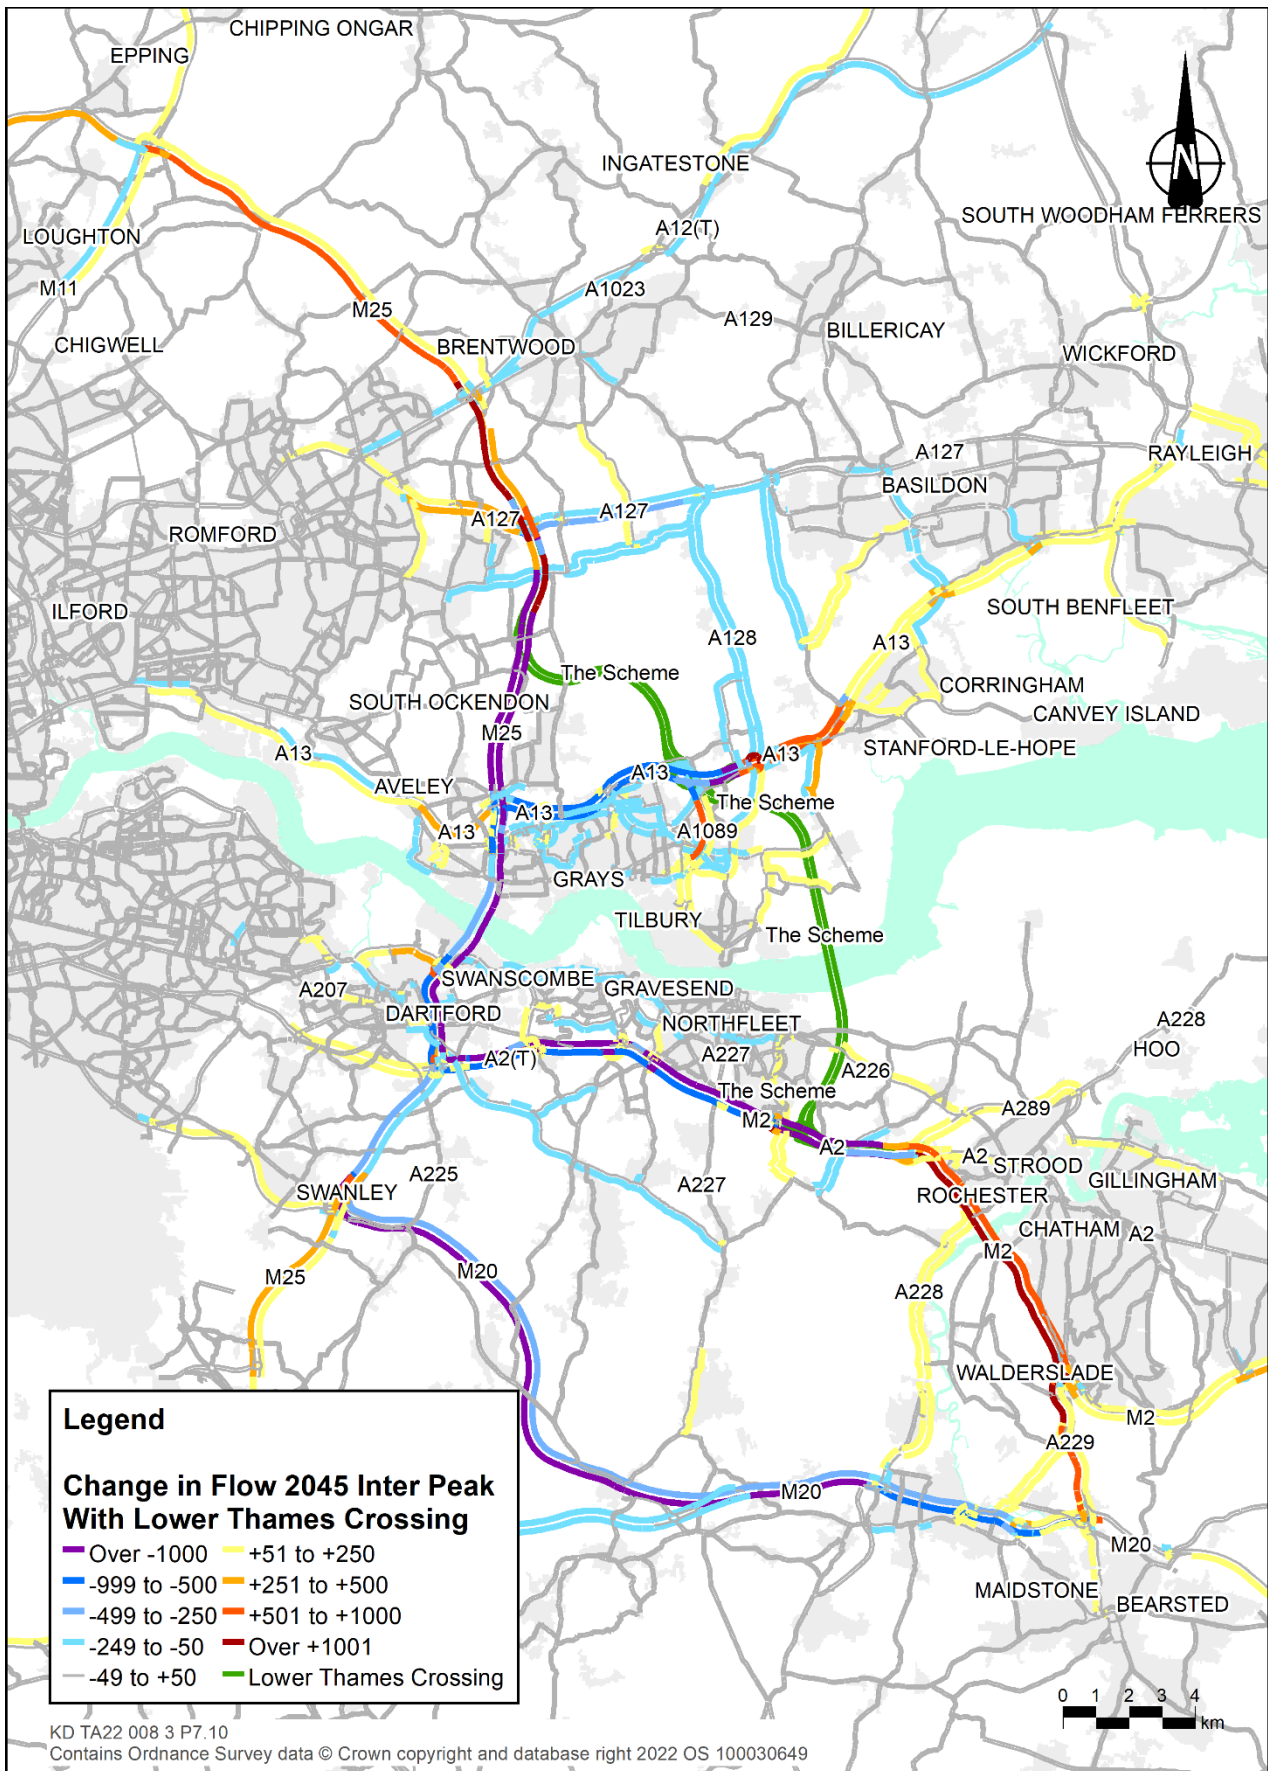 CHIPPING ONGAR
EPPING
N
INGATESTONE
SOUTH WOODHAM FERRERS
A12(T)
LOUGHTON
M11
A1023
M25
A129
BILLERICAY
CHIGWELL
BRENTWOOD
WICKFORD
A127
RAYLEIGH
BASILDON
A127
A127
ROMFORD
ILFORD
SOUTH BENFLEET
A128
A13
The Scheme
CORRINGHAM
SOUTH OCKENDON
CANVEY ISLAND
M25
STANFORD-LE-HOPE
A13
A13
A13
AVELEY
The Scheme
A13
A13
A1089
GRAYS
TILBURY
The Scheme
SWANSCOMBE
GRAVESEND
A207
DARTFORD
NORTHFLEET
A228
HOO
A2(T)
A227
A226
The Scheme
A289
M2
A2
A2
STROOD
A225
GILLINGHAM
A227
SWANLEY
ROCHESTER
CHATHAM
A2
M2
M20
M25
A228
WALDERSLADE
M2
A229
M20
M20
MAIDSTONE
BEARSTED
Legend
Change in Flow 2045 Inter Peak
With Lower Thames Crossing
Over -1000
+51 to +250
-999 to -500
+251 to +500
-499 to -250
+501 to +1000
-249 to -50
Over +1001
-49 to +50
Lower Thames Crossing
0 1 2 3 4
km
KD TA22 008 3 P7.10
Contains Ordnance Survey data © Crown copyright and database right 2022 OS 100030649